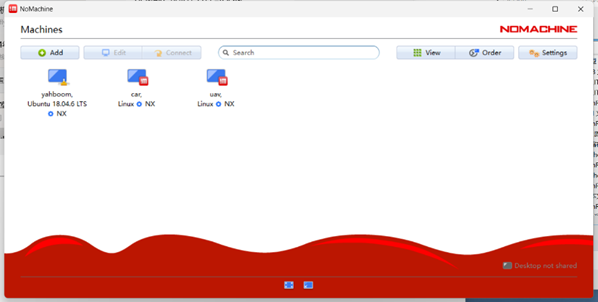 NoMachine
Machines
NOMACHINE
Add
Edit
Connect
Search
View
Order
Settings
yahboom,
Ubuntu 18.04.6 LTS
NX
car,
Linux NX
uav,
Linux NX
Desktop not shared